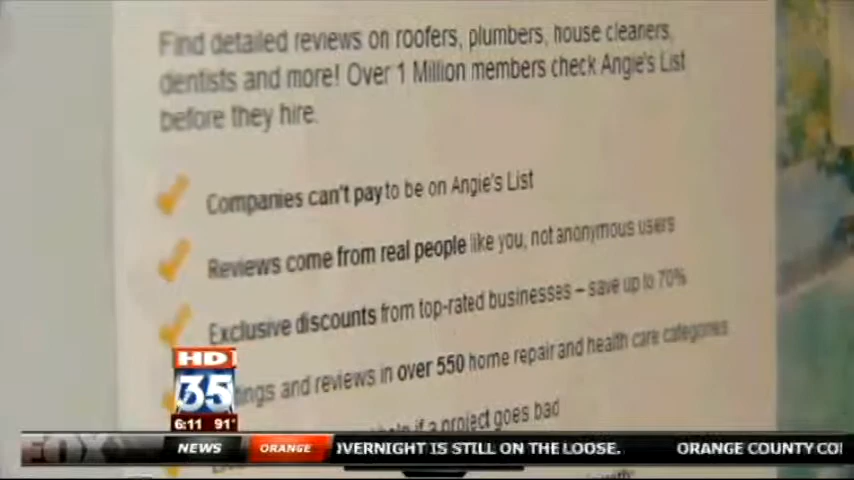 Find detailed reviews on roofers, plumbers, house cleaners,
dentists and more! Over 1 Million members check Angie's List
before they hire.
Companies can't pay to be on Angie's List
Reviews come from real people like you, not anonymous users
Exclusive discounts from top-rated businesses – save up to 70%
ings and reviews in over 550 home repair and health care categories
if a project goes bad
HD
35
6:11 91°
FOX
NEWS
ORANGE
VERNIGHT IS STILL ON THE LOOSE.
ORANGE COUNTY CO